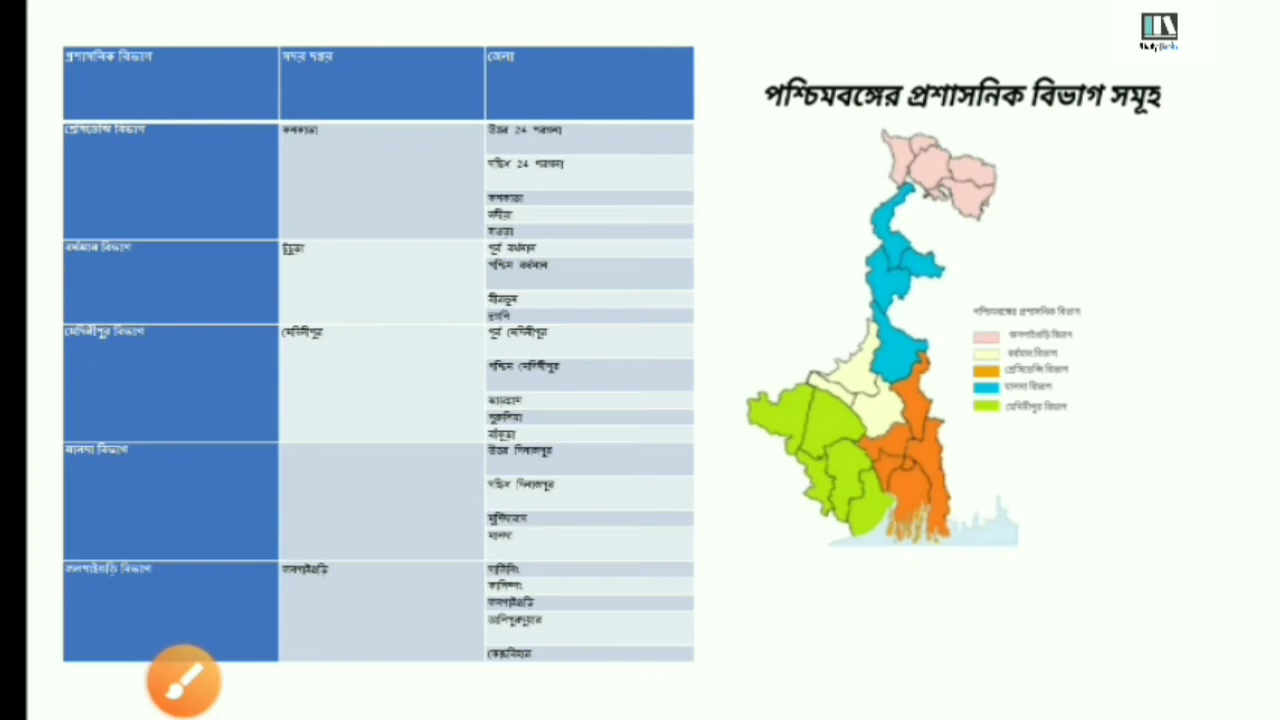 Study Banks
পশ্চিমবঙ্গের প্রশাসনিক বিভাগ সমূহ
প্রশাসনিক বিভাগ
সদর দপ্তর
জেলা
প্রেসিডেন্সি বিভাগ
কলকাতা
উত্তর 24 পরগনা
দক্ষিণ 24 পরগনা
কলকাতা
নদীয়া
হাওড়া
বর্ধমান বিভাগ
চুঁচুড়া
পূর্ব বর্ধমান
পশ্চিম বর্ধমান
বীরভূম
হুগলি
মেদিনীপুর বিভাগ
মেদিনীপুর
পূর্ব মেদিনীপুর
পশ্চিম মেদিনীপুর
ঝাড়গ্রাম
পুরুলিয়া
বাঁকুড়া
মালদা বিভাগ
উত্তর দিনাজপুর
দক্ষিণ দিনাজপুর
মুর্শিদাবাদ
মালদা
জলপাইগুড়ি বিভাগ
জলপাইগুড়ি
দার্জিলিং
কালিম্পং
জলপাইগুড়ি
আলিপুরদুয়ার
কোচবিহার
পশ্চিমবঙ্গের প্রশাসনিক বিভাগ
জলপাইগুড়ি বিভাগ
বর্ধমান বিভাগ
প্রেসিডেন্সি বিভাগ
মালদা বিভাগ
মেদিনীপুর বিভাগ